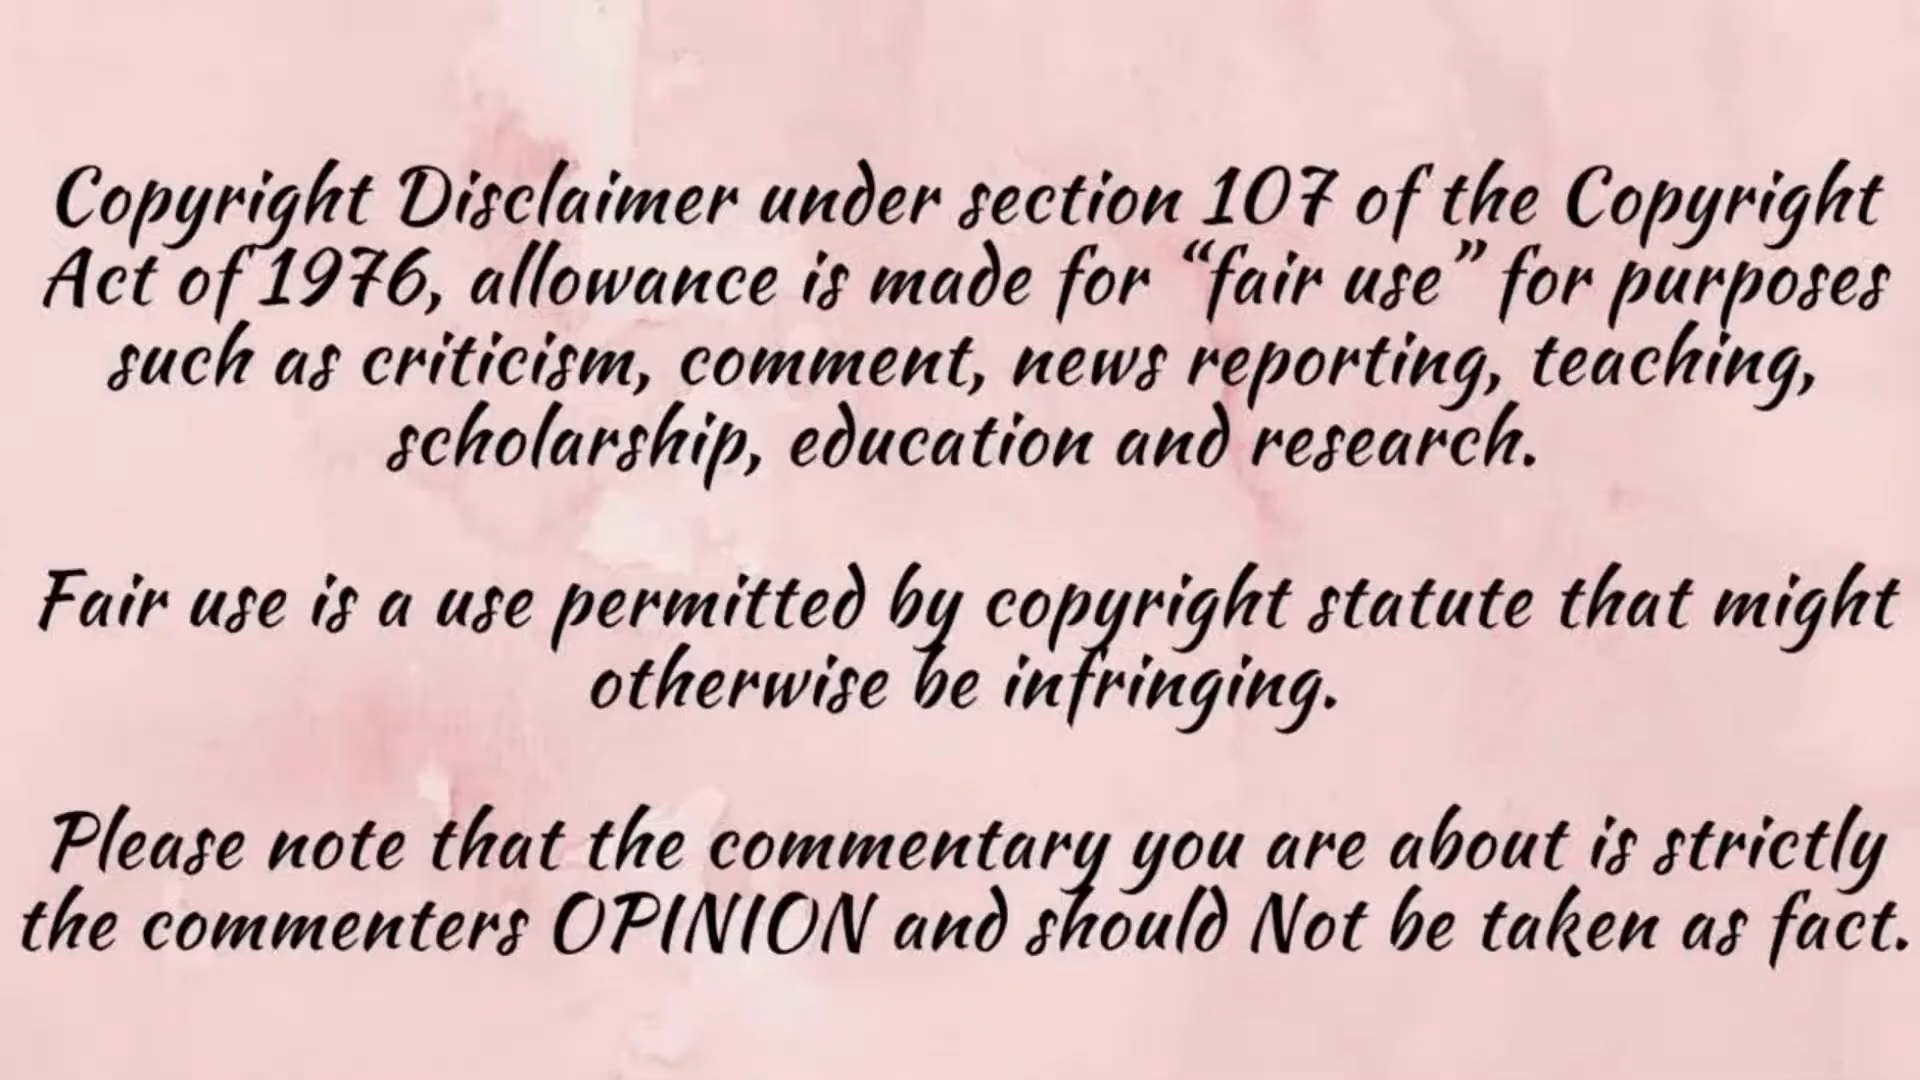 Copyright Disclaimer under section 107 of the Copyright
Act of 1976, allowance is made for “fair use” for purposes
such as criticism, comment, news reporting, teaching,
scholarship, education and research.
Fair use is a use permitted by copyright statute that might
otherwise be infringing.
Please note that the commentary you are about is strictly
the commenters OPINION and should Not be taken as fact.